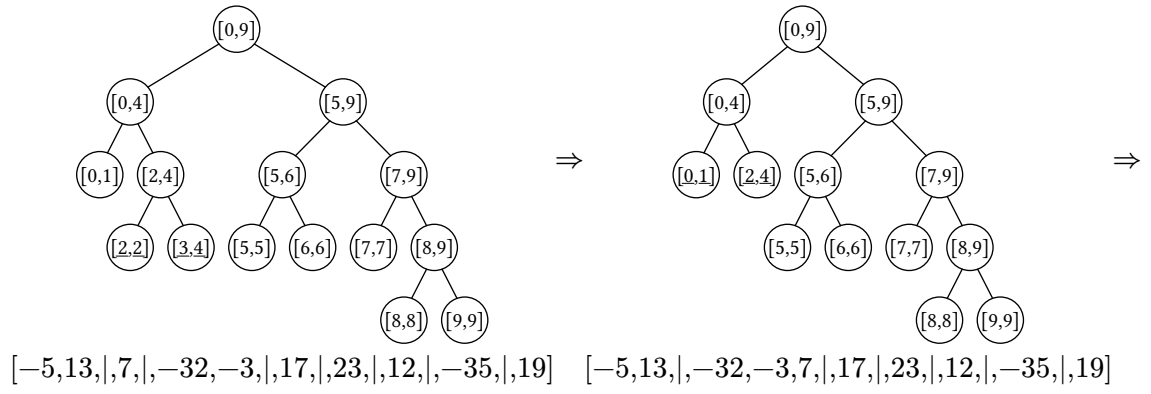 [0,9]
[0,4] [5,9]
[0,1] [2,4] [5,6] [7,9]
[2,2] [3,4] [5,5] [6,6] [7,7] [8,9]
[8,8] [9,9]
[−5,13,|,7,|,−32,−3,|,17,|,23,|,12,|,−35,|,19]
⇒
[0,9]
[0,4] [5,9]
[0,1] [2,4] [5,6] [7,9]
[5,5] [6,6] [7,7] [8,9]
[8,8] [9,9]
[−5,13,|,−32,−3,7,|,17,|,23,|,12,|,−35,|,19]
⇒